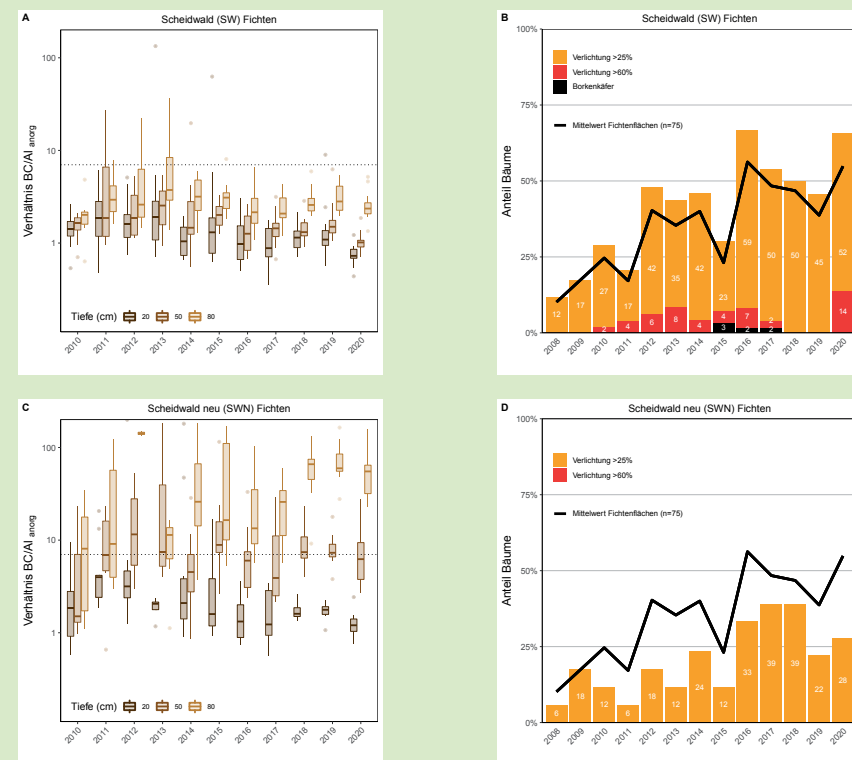 A
Scheidwald (SW) Fichten
Verhältnis BC/Al anorg
100
10
1
Tiefe (cm) 20 50 80
2010 2011 2012 2013 2014 2015 2016 2017 2018 2019 2020
B
Scheidwald (SW) Fichten
Anteil Bäume
100%
75%
50%
25%
0%
Verlichtung >25%
Verlichtung >60%
Borkenkäfer
Mittelwert Fichtenflächen (n=75)
12 17 27 17 42 35 42 23 59 50 50 45 52
2 4 6 8 4 4 7 2 14
3 2 2
2008 2009 2010 2011 2012 2013 2014 2015 2016 2017 2018 2019 2020
C
Scheidwald neu (SWN) Fichten
Verhältnis BC/Al anorg
100
10
1
Tiefe (cm) 20 50 80
2010 2011 2012 2013 2014 2015 2016 2017 2018 2019 2020
D
Scheidwald neu (SWN) Fichten
Anteil Bäume
100%
75%
50%
25%
0%
Verlichtung >25%
Verlichtung >60%
Mittelwert Fichtenflächen (n=75)
6 18 12 6 18 12 24 12 33 39 39 22 28
2008 2009 2010 2011 2012 2013 2014 2015 2016 2017 2018 2019 2020